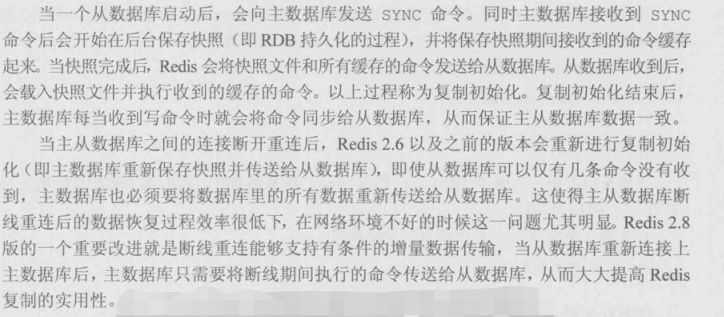 当一个从数据库启动后，会向主数据库发送 SYNC 命令。同时主数据库接收到 SYNC
命令后会开始在后台保存快照（即 RDB 持久化的过程），并将保存快照期间接收到的命令缓存
起来。当快照完成后，Redis 会将快照文件和所有缓存的命令发送给从数据库。从数据库收到后，
会载入快照文件并执行收到的缓存的命令。以上过程称为复制初始化。复制初始化结束后，
主数据库每当收到写命令时就会将命令同步给从数据库，从而保证主从数据库数据一致。
当主从数据库之间的连接断开重连后，Redis 2.6 以及之前的版本会重新进行复制初始
化（即主数据库重新保存快照并传送给从数据库），即使从数据库可以仅有几条命令没有收
到，主数据库也必须要将数据库里的所有数据重新传送给从数据库。这使得主从数据库断
线重连后的数据恢复过程效率很低下，在网络环境不好的时候这一问题尤其明显。Redis 2.8
版的一个重要改进就是断线重连能够支持有条件的增量数据传输，当从数据库重新连接上
主数据库后，主数据库只需要将断线期间执行的命令传送给从数据库，从而大大提高 Redis
复制的实用性。